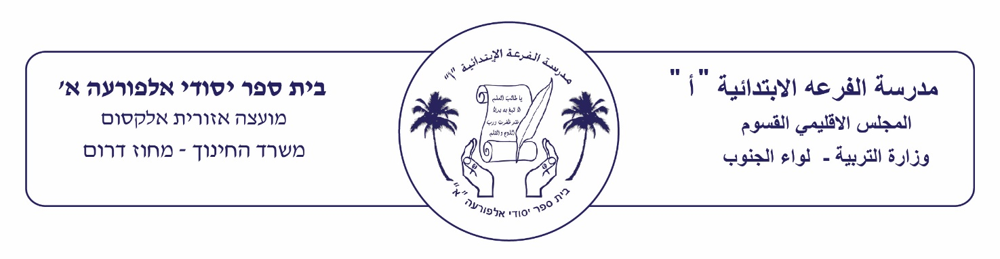 مدرسة الفرعه الابتدائية " أ "
المجلس الاقليمي القسوم
وزارة التربية - لواء الجنوب
مدرسة الفرعة الإبتدائية "أ"
يا طالب العلم
لا تبغ به بدلا
فقد ظفرت ورب
اللوح والقلم
בית ספר יסודי אלפורעה "א"
בית ספר יסודי אלפורעה א׳
מועצה אזורית אלקסום
משרד החינוך - מחוז דרום